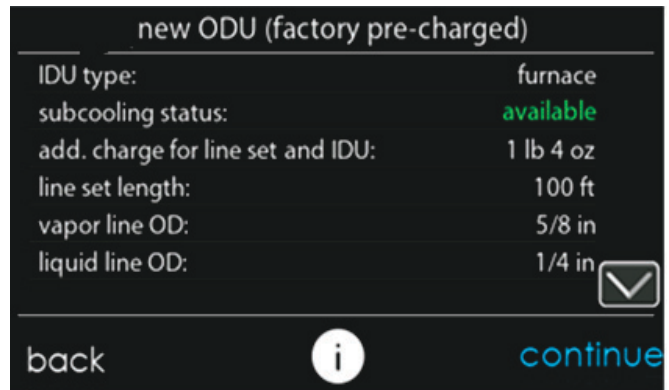 new ODU (factory pre-charged)
IDU type: furnace
subcooling status: available
add. charge for line set and IDU: 1 lb 4 oz
line set length: 100 ft
vapor line OD: 5/8 in
liquid line OD: 1/4 in
back i continue